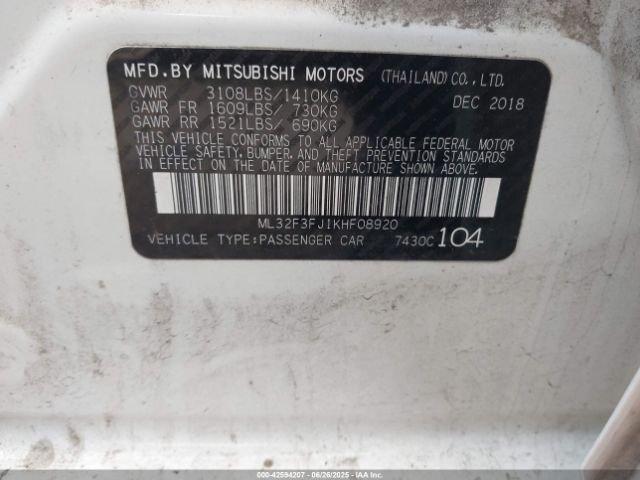 MFD.BY MITSUBISHI MOTORS (THAILAND) CO., LTD.
GVWR 3108LBS/1410KG DEC 2018
GAWR FR 1609LBS/ 730KG
GAWR RR 1521LBS/ 690KG
THIS VEHICLE CONFORMS TO ALL APPLICABLE FEDERAL MOTOR
VEHICLE SAFETY, BUMPER, AND THEFT PREVENTION STANDARDS
IN EFFECT ON THE DATE OF MANUFACTURE SHOWN ABOVE.
ML32F3FJ1KHF08920
VEHICLE TYPE:PASSENGER CAR 7430C 104
000-42594207 - 06/26/2025 - IAAI.COM